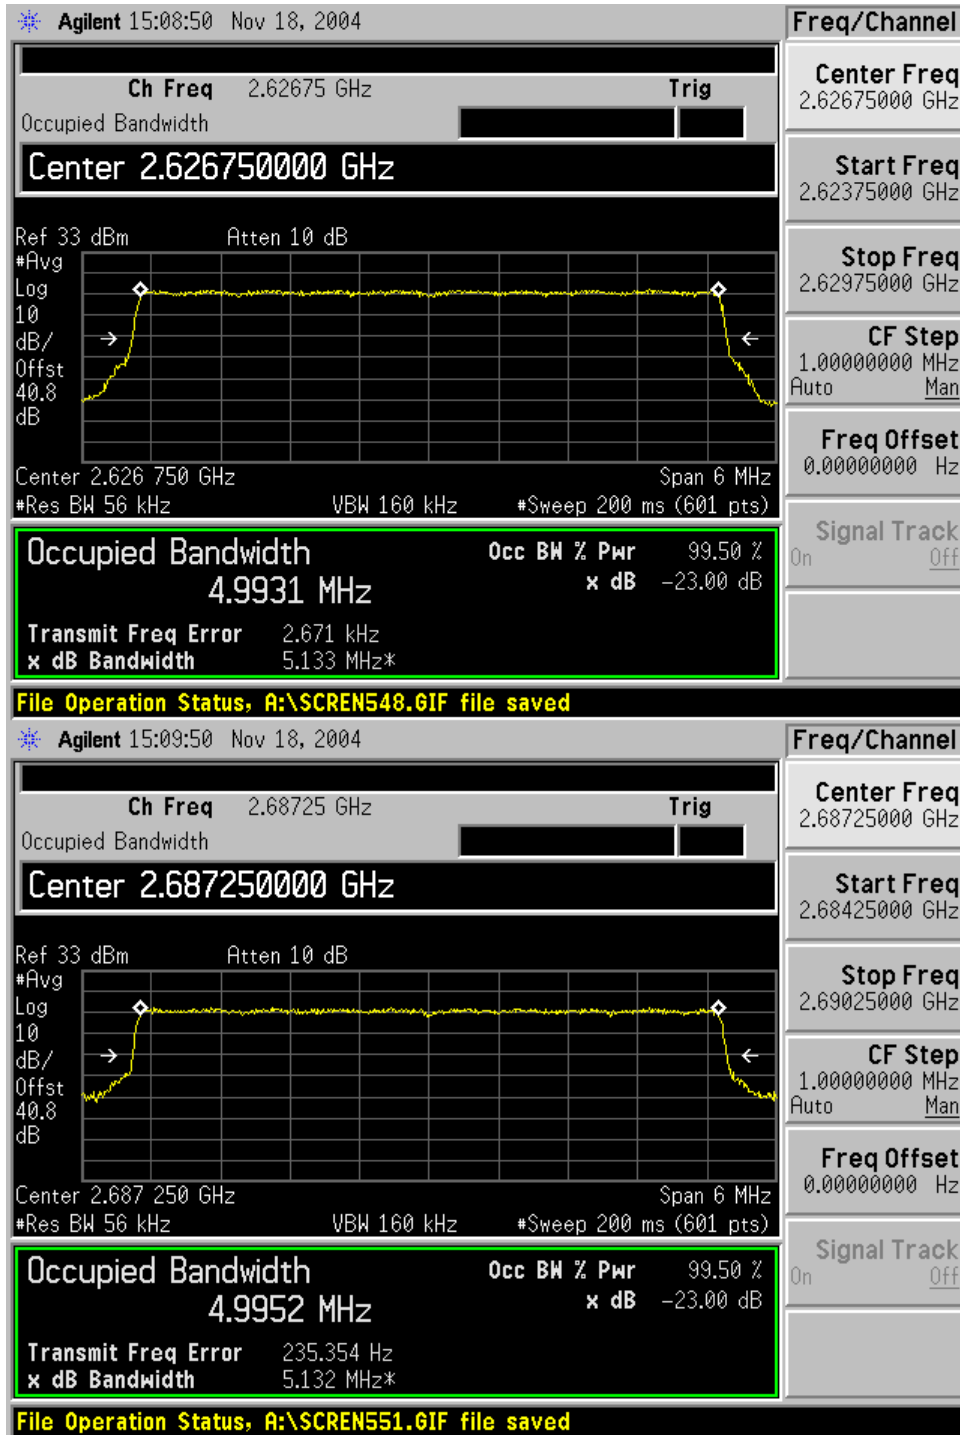 Agilent 15:08:50 Nov 18, 2004
Freq/Channel
Ch Freq 2.62675 GHz Trig
Occupied Bandwidth
Center 2.626750000 GHz
Center Freq
2.62675000 GHz
Start Freq
2.62375000 GHz
Stop Freq
2.62975000 GHz
CF Step
1.00000000 MHz
Auto Man
Freq Offset
0.00000000 Hz
Signal Track
On Off
Ref 33 dBm Atten 10 dB
#Avg
Log
10
dB/
Offst
40.8
dB
Center 2.626 750 GHz Span 6 MHz
#Res BW 56 kHz VBW 160 kHz #Sweep 200 ms (601 pts)
Occupied Bandwidth Occ BW % Pwr 99.50 %
4.9931 MHz x dB -23.00 dB
Transmit Freq Error 2.671 kHz
x dB Bandwidth 5.133 MHz*
File Operation Status, A:\SCREN548.GIF file saved
Agilent 15:09:50 Nov 18, 2004
Freq/Channel
Ch Freq 2.68725 GHz Trig
Occupied Bandwidth
Center 2.687250000 GHz
Center Freq
2.68725000 GHz
Start Freq
2.68425000 GHz
Stop Freq
2.69025000 GHz
CF Step
1.00000000 MHz
Auto Man
Freq Offset
0.00000000 Hz
Signal Track
On Off
Ref 33 dBm Atten 10 dB
#Avg
Log
10
dB/
Offst
40.8
dB
Center 2.687 250 GHz Span 6 MHz
#Res BW 56 kHz VBW 160 kHz #Sweep 200 ms (601 pts)
Occupied Bandwidth Occ BW % Pwr 99.50 %
4.9952 MHz x dB -23.00 dB
Transmit Freq Error 235.354 Hz
x dB Bandwidth 5.132 MHz*
File Operation Status, A:\SCREN551.GIF file saved